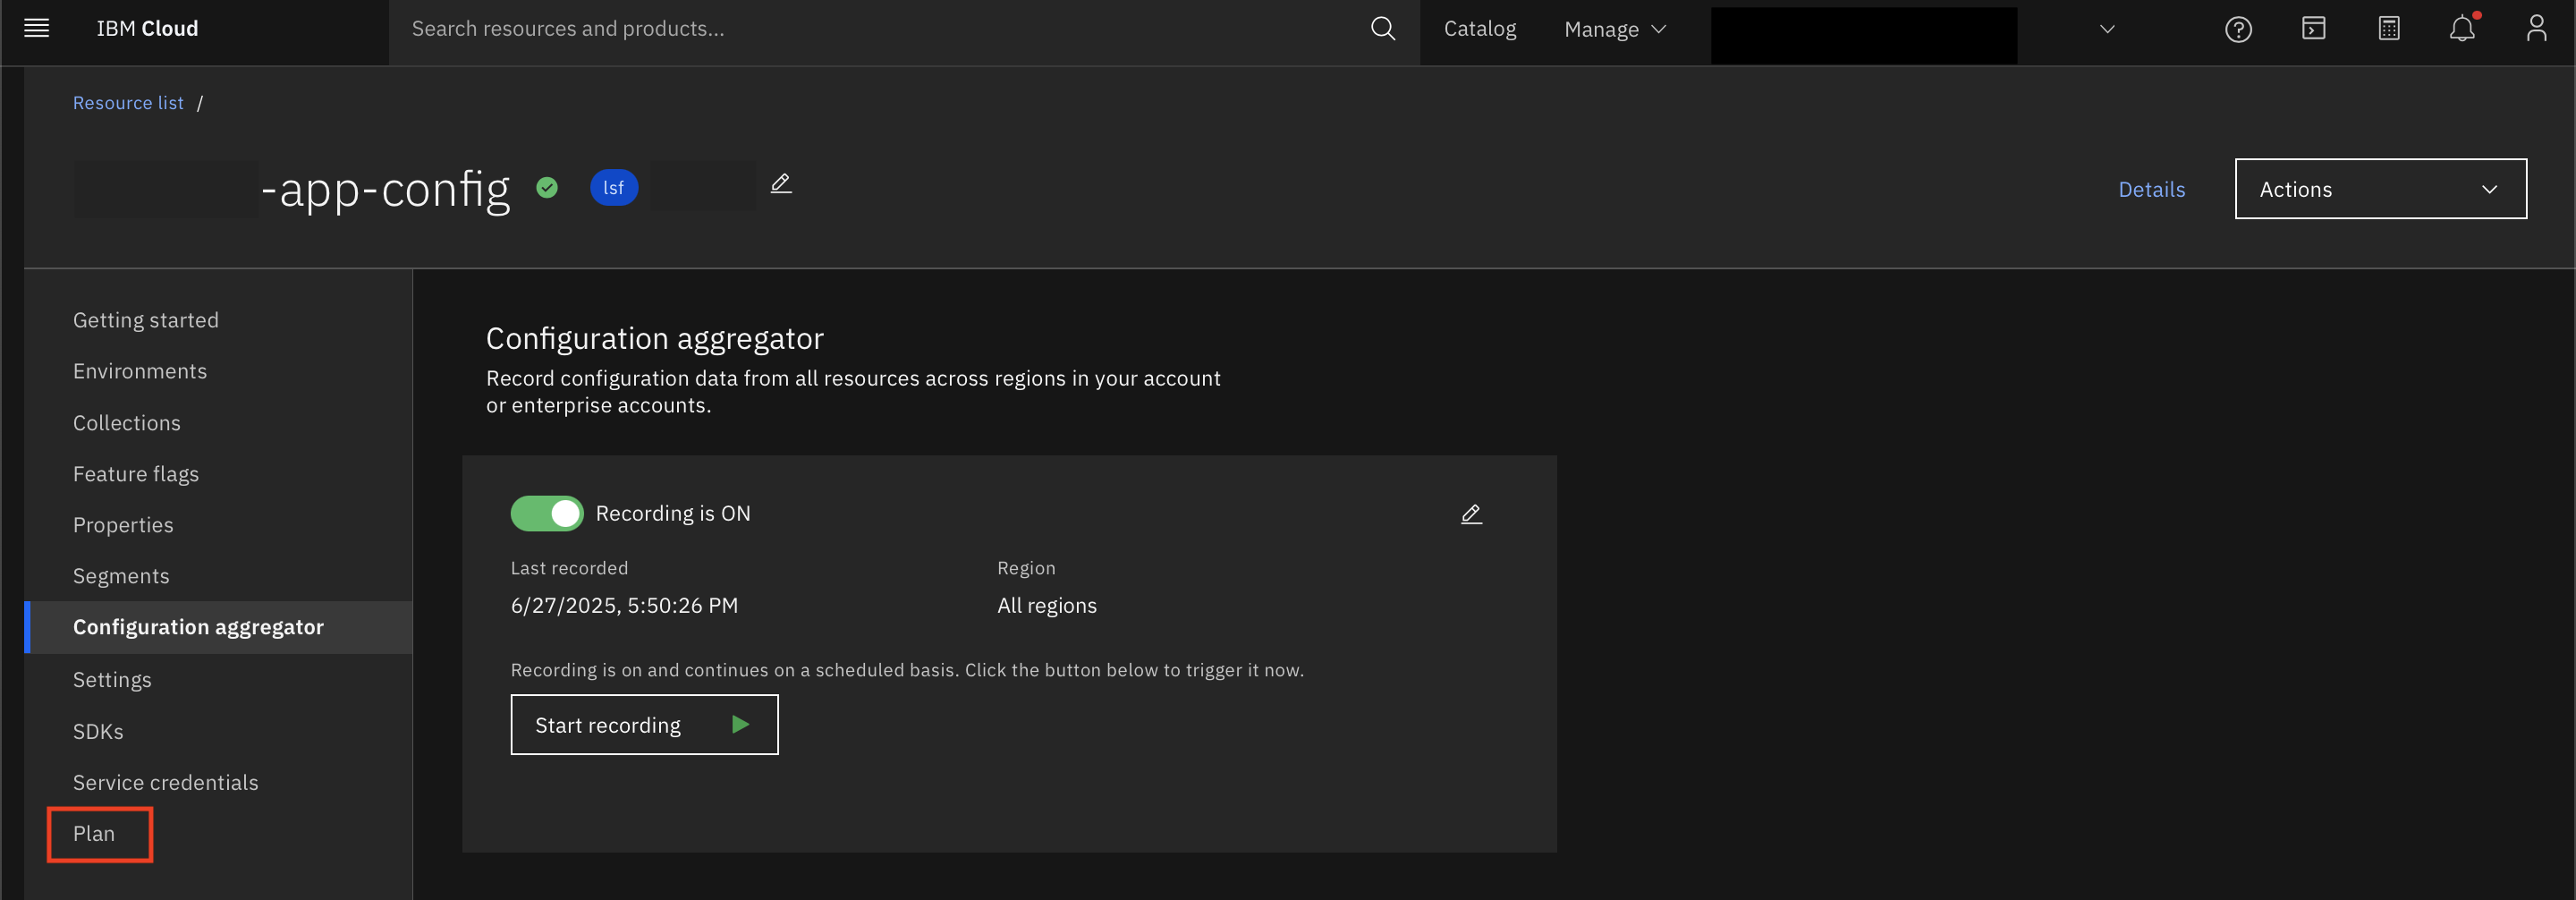 IBM Cloud
Search resources and products...
Catalog
Manage
Resource list /
-app-config
lsf
Details
Actions
Getting started
Environments
Collections
Feature flags
Properties
Segments
Configuration aggregator
Settings
SDKs
Service credentials
Plan
Configuration aggregator
Record configuration data from all resources across regions in your account
or enterprise accounts.
Recording is ON
Last recorded
6/27/2025, 5:50:26 PM
Region
All regions
Recording is on and continues on a scheduled basis. Click the button below to trigger it now.
Start recording